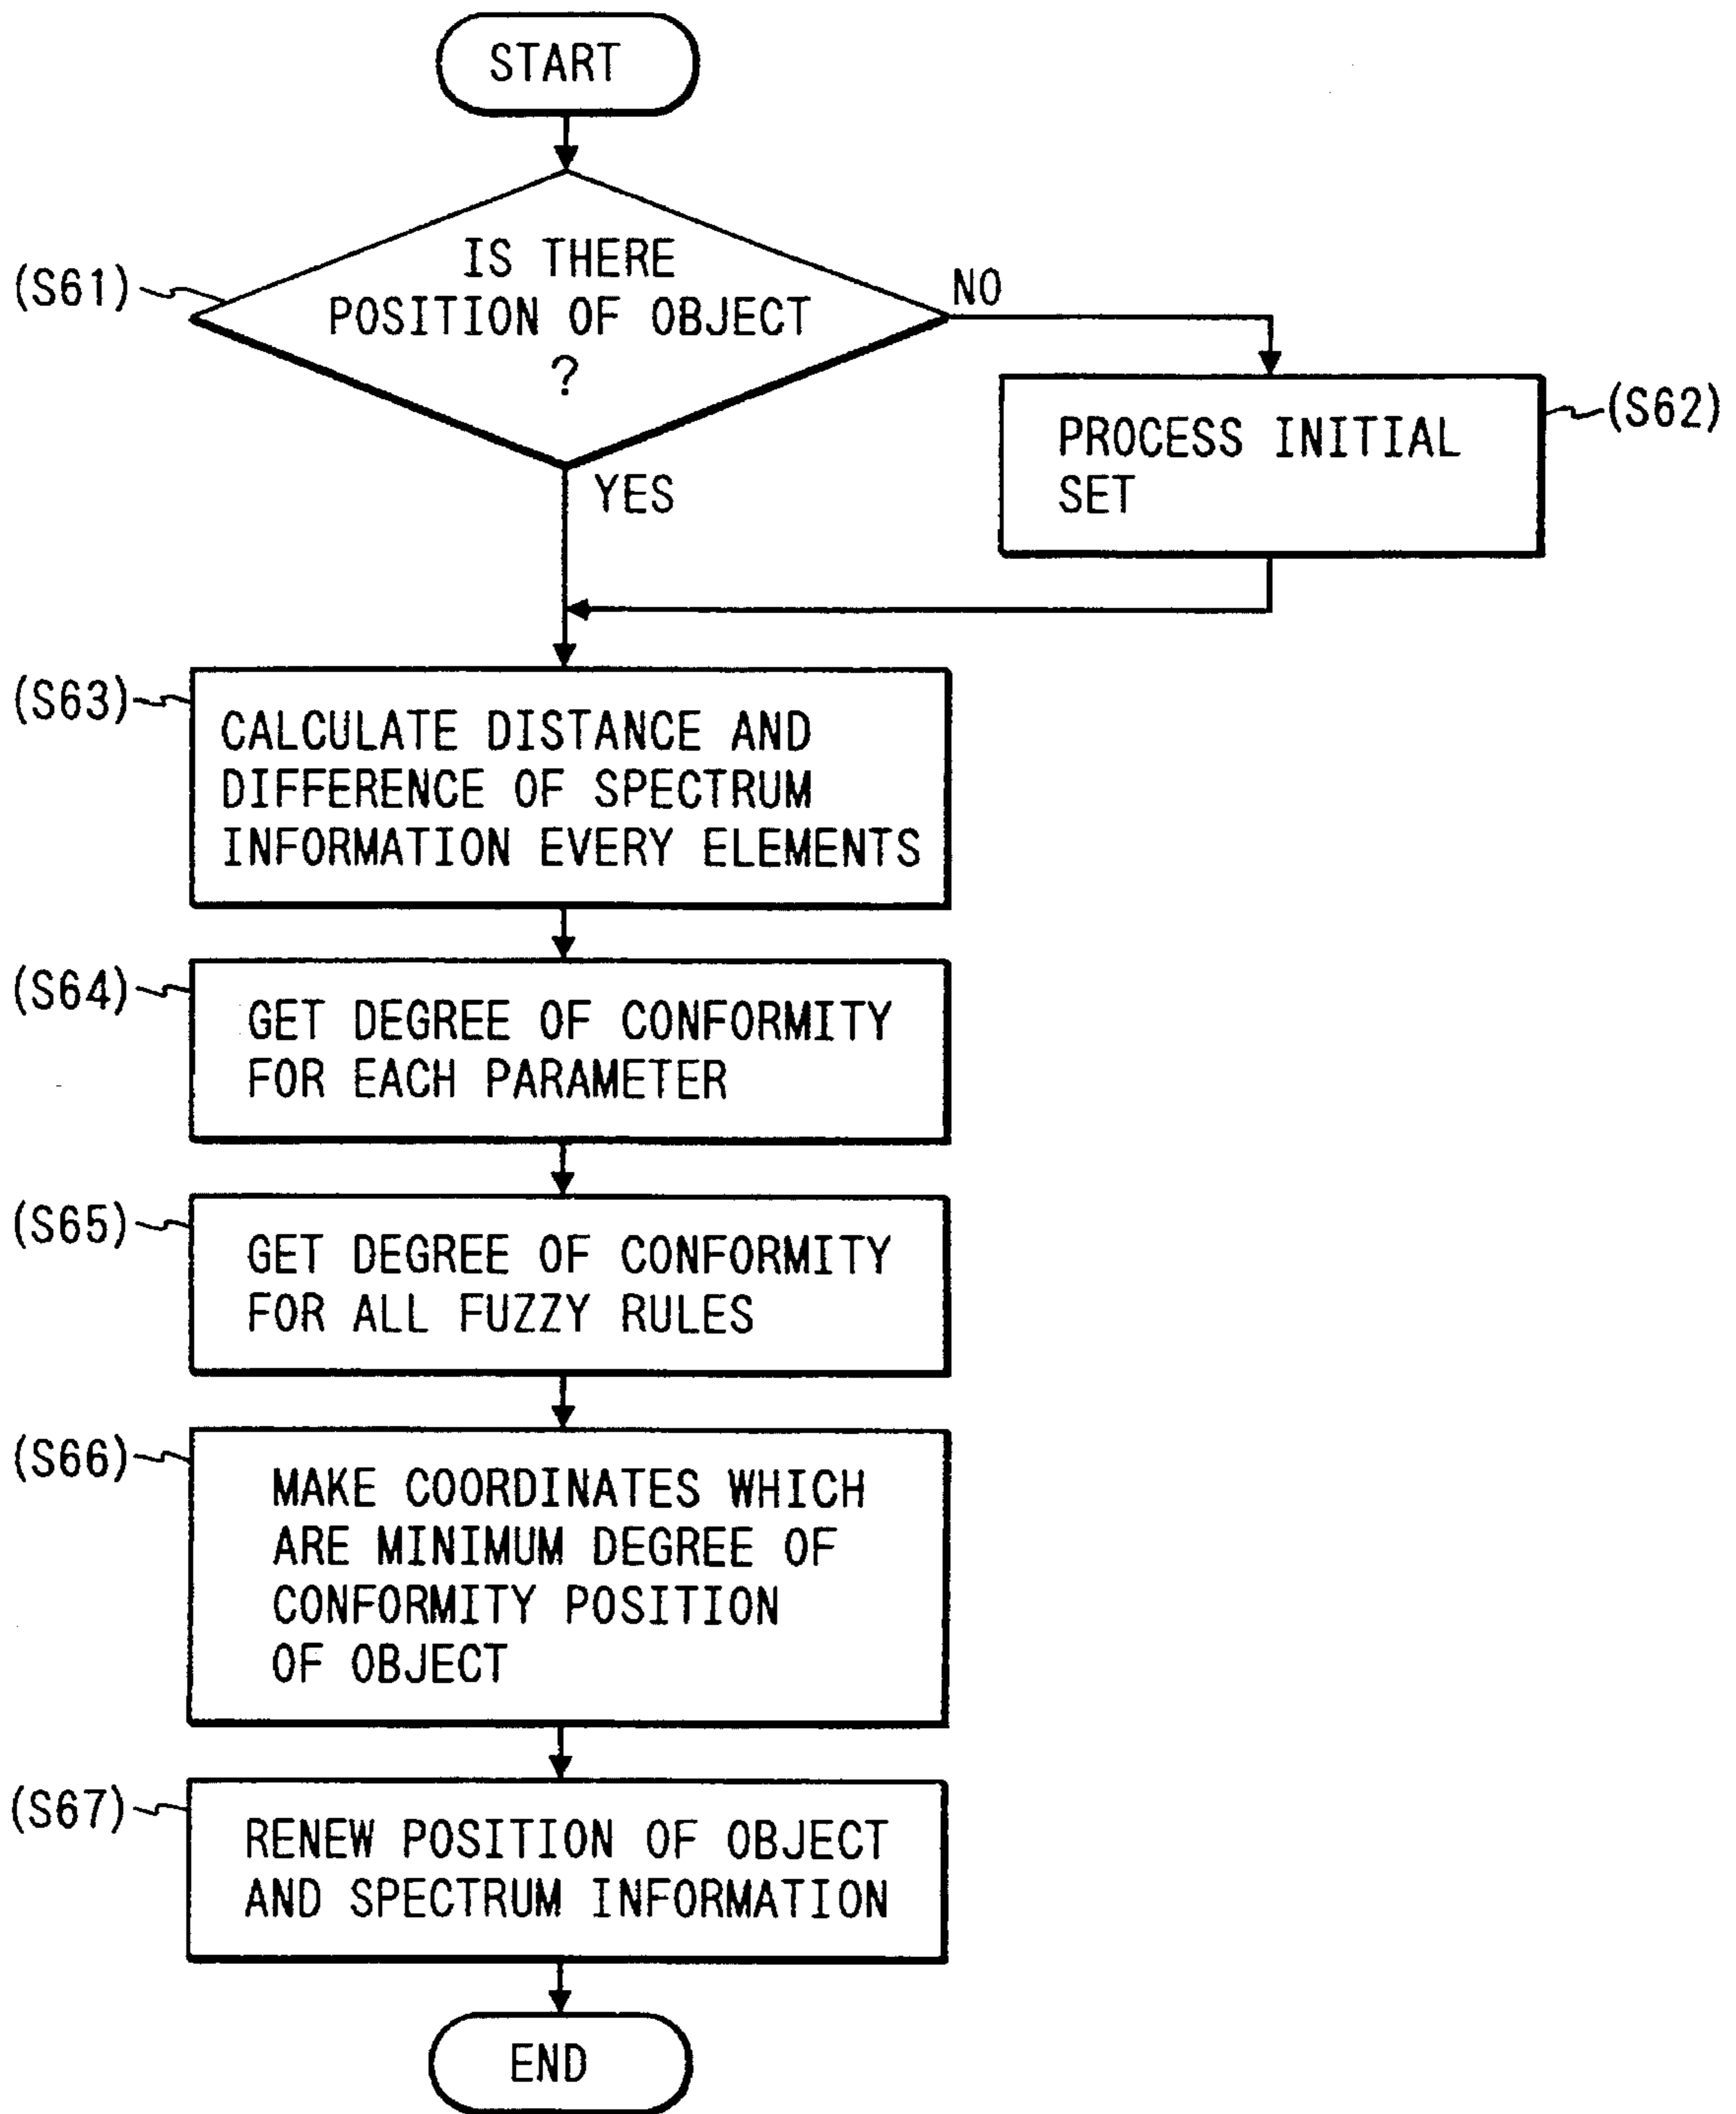 START
(S61)
IS THERE
POSITION OF OBJECT
?
NO
YES
PROCESS INITIAL
SET
(S62)
(S63)
CALCULATE DISTANCE AND
DIFFERENCE OF SPECTRUM
INFORMATION EVERY ELEMENTS
(S64)
GET DEGREE OF CONFORMITY
FOR EACH PARAMETER
(S65)
GET DEGREE OF CONFORMITY
FOR ALL FUZZY RULES
(S66)
MAKE COORDINATES WHICH
ARE MINIMUM DEGREE OF
CONFORMITY POSITION
OF OBJECT
(S67)
RENEW POSITION OF OBJECT
AND SPECTRUM INFORMATION
END